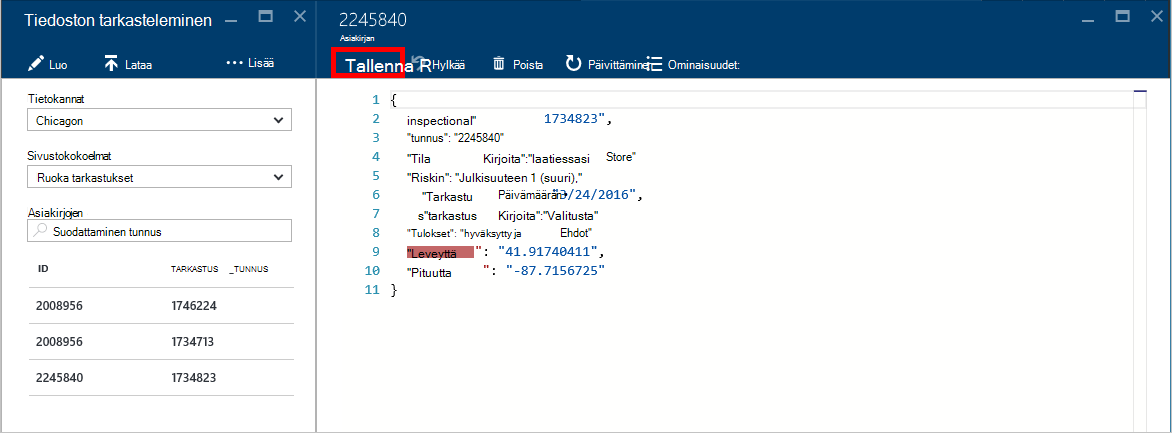 Tiedoston tarkasteleminen
Luo Lataa ... Lisää
Tietokannat
Chicagon
Sivustokokoelmat
Ruoka tarkastukset
Asiakirjojen
Suodattaminen tunnus
ID TARKASTUS _TUNNUS
2008956 1746224
2008956 1734713
2245840 1734823
2245840
Asiakirjan
Tallenna R Hylkää Poista Päivittäminen Ominaisuudet:
1 {
2 inspectional" 1734823",
3 "tunnus": "2245840"
4 "Tila Kirjoita":"laatiessasi Store"
5 "Riskin": "Julkisuuteen 1 (suuri),"
6 "Tarkastu Päivämäärän "3/24/2016",
7 s"tarkastus Kirjoita":"Valitusta"
8 "Tulokset": "hyväksytty ja Ehdot"
9 "Leveyttä ": "41.91740411",
10 "Pituutta ": "-87.7156725"
11 }